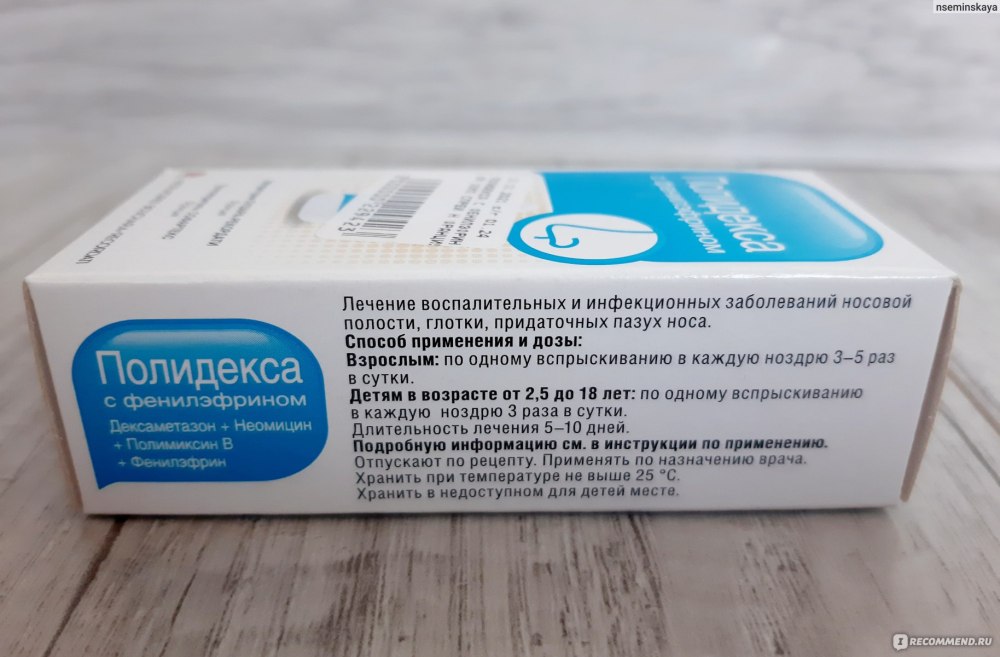 nseminskaya
Полидекса
с фенилэфрином
Полидекса
с фенилэфрином
Дексаметазон + Неомицин
+ Полимиксин В
+ Фенилэфрин
Лечение воспалительных и инфекционных заболеваний носовой
полости, глотки, придаточных пазух носа.
Способ применения и дозы:
Взрослым: по одному впрыскиванию в каждую ноздрю 3–5 раз
в сутки.
Детям в возрасте от 2,5 до 18 лет: по одному впрыскиванию
в каждую ноздрю 3 раза в сутки.
Длительность лечения 5–10 дней.
Подробную информацию см. в инструкции по применению.
Отпускают по рецепту. Применять по назначению врача.
Хранить при температуре не выше 25 °С.
Хранить в недоступном для детей месте.
IRECOMMEND.RU